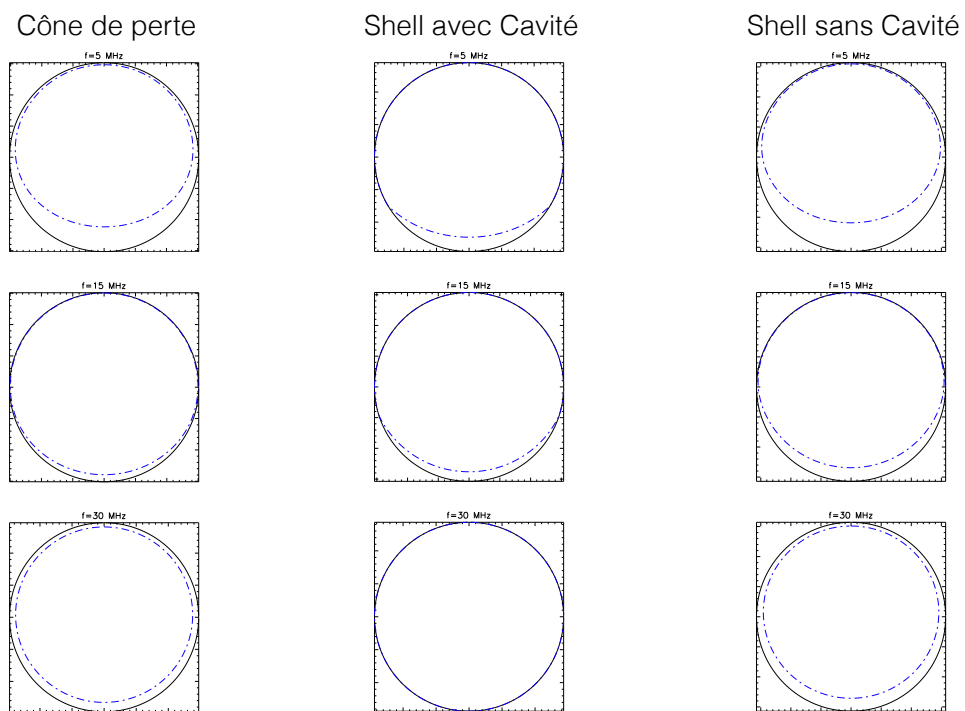 Cône de perte
Shell avec Cavité
Shell sans Cavité
f=5 MHz
f=5 MHz
f=5 MHz
f=15 MHz
f=15 MHz
f=15 MHz
f=30 MHz
f=30 MHz
f=30 MHz